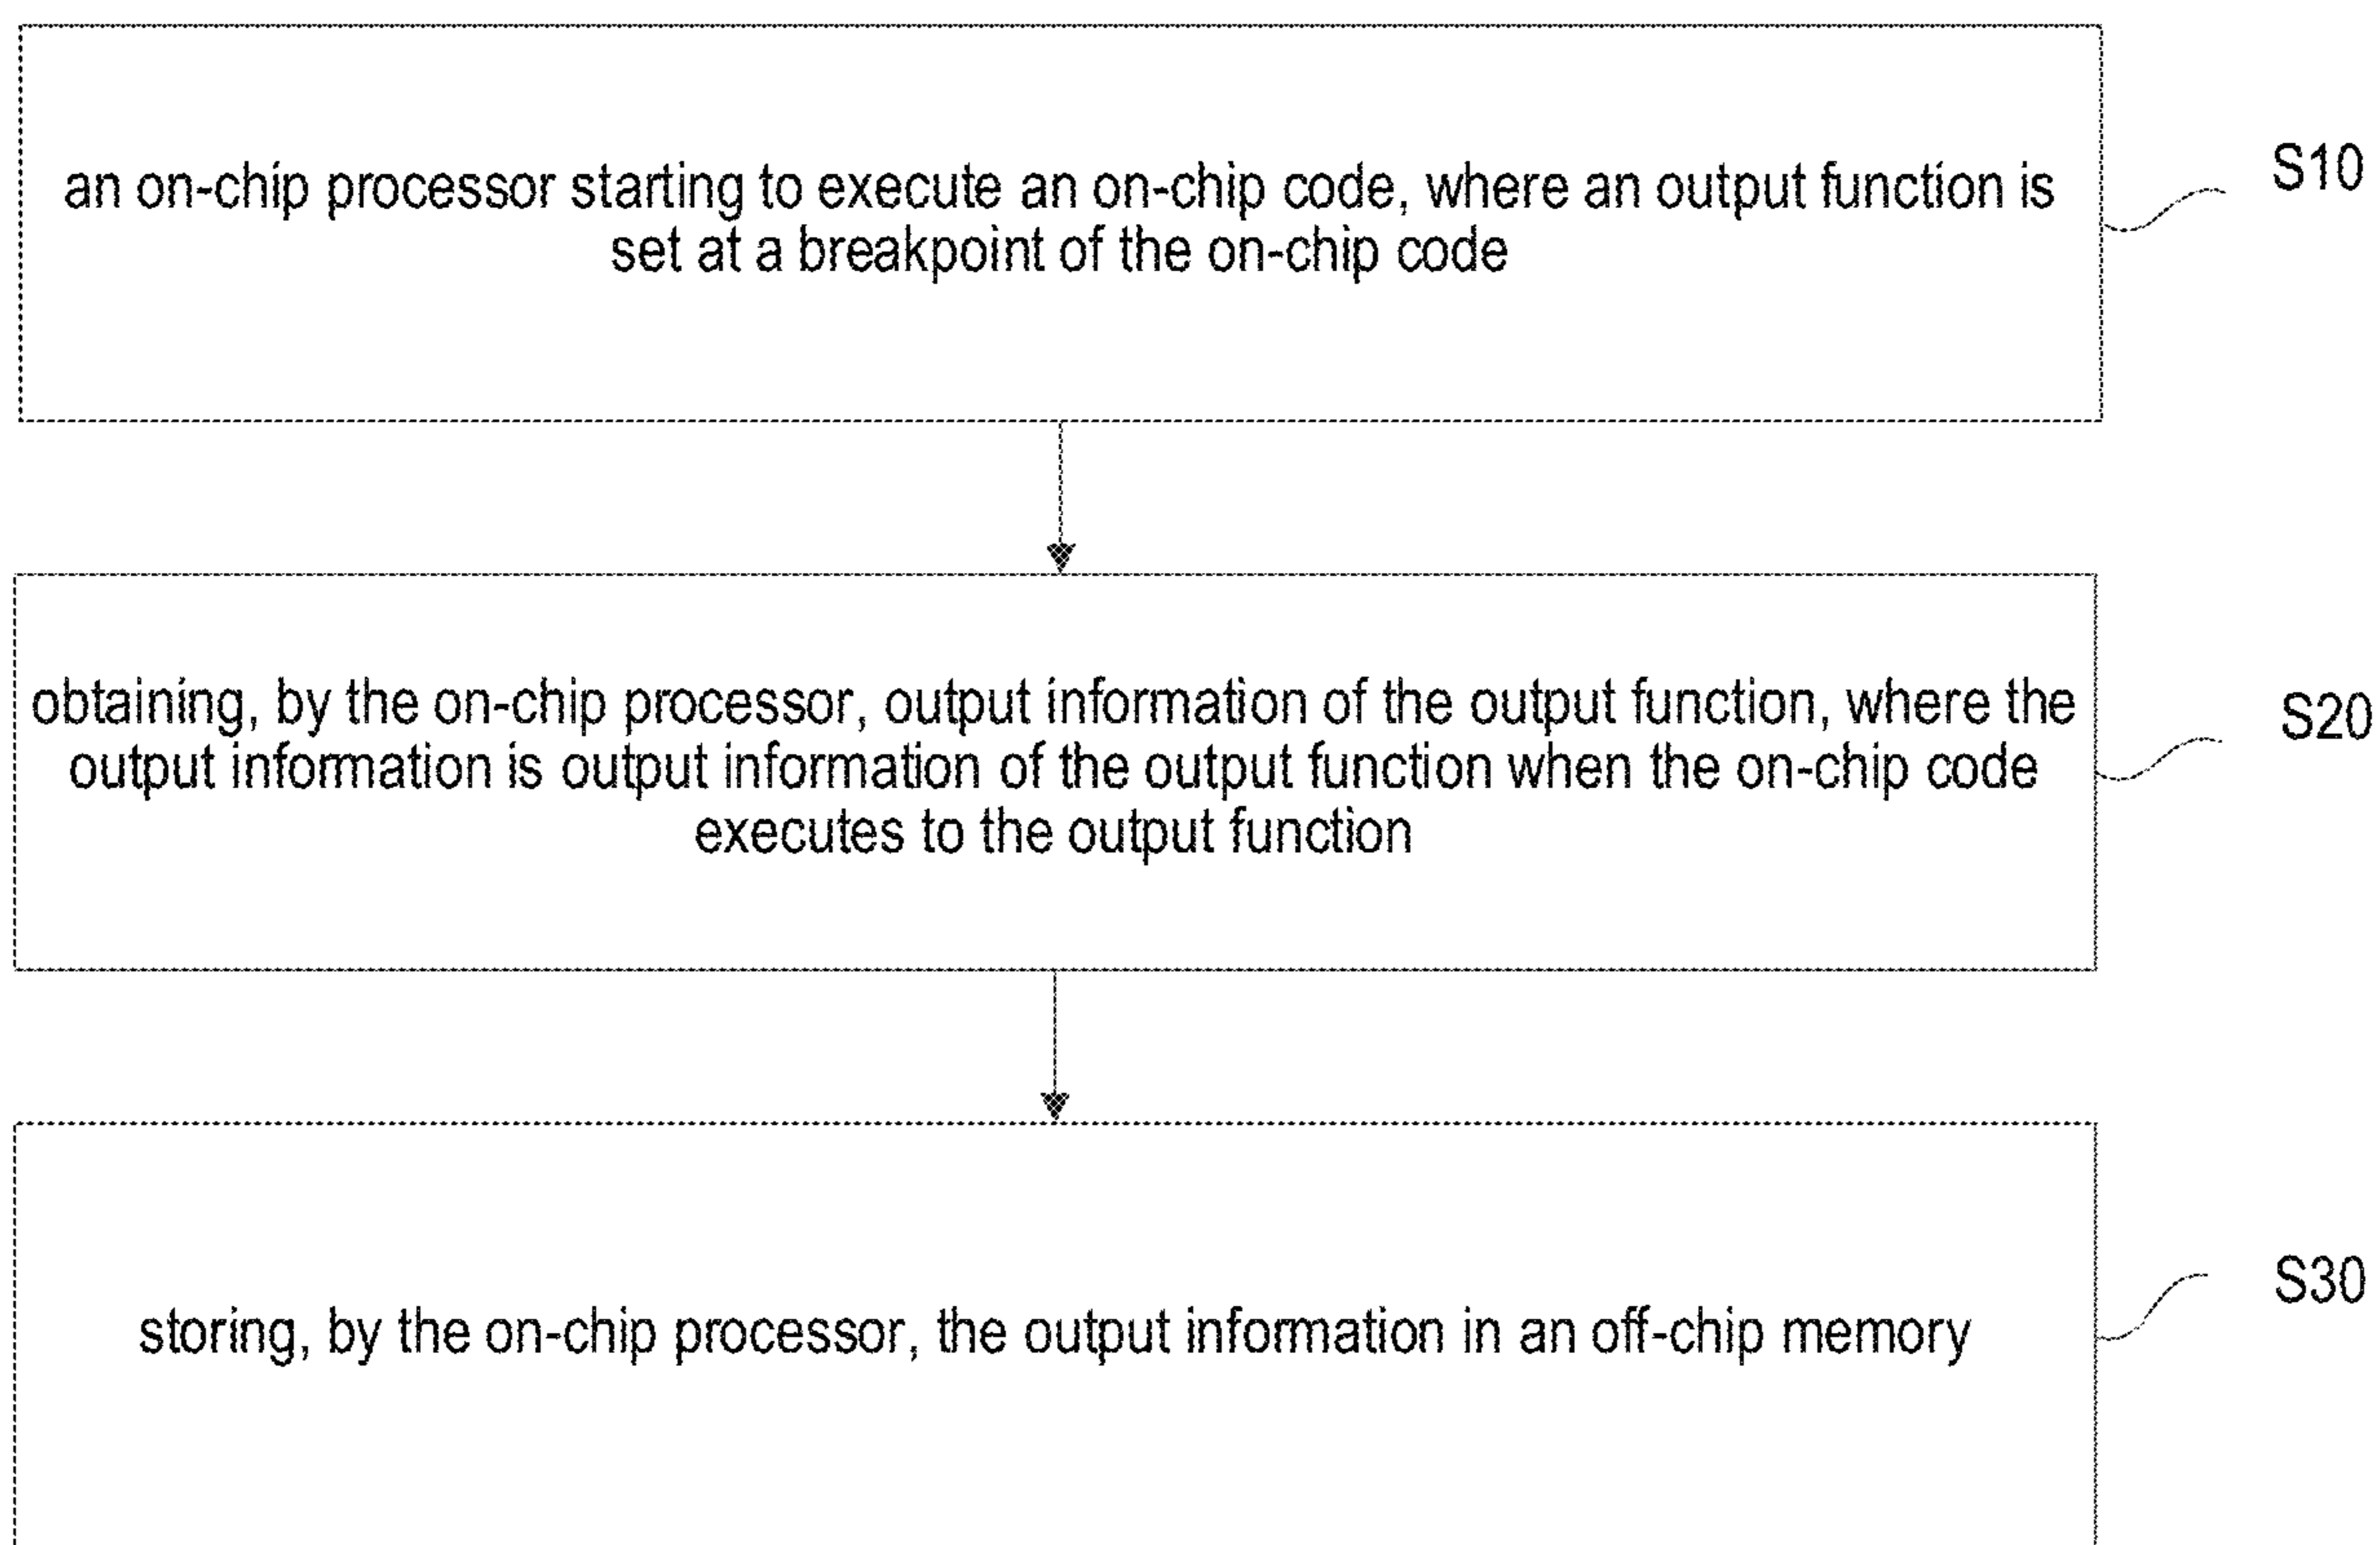 an on-chip processor starting to execute an on-chip code, where an output function is
set at a breakpoint of the on-chip code
S10
obtaining, by the on-chip processor, output information of the output function, where the
output information is output information of the output function when the on-chip code
executes to the output function
S20
storing, by the on-chip processor, the output information in an off-chip memory
S30